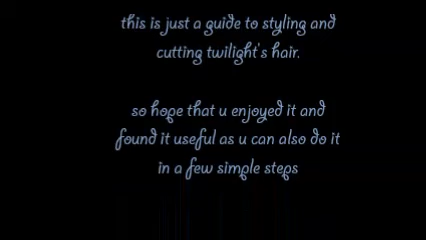 this is just a guide to styling and
cutting twilight's hair.
so hope that u enjoyed it and
found it useful as u can also do it
in a few simple steps